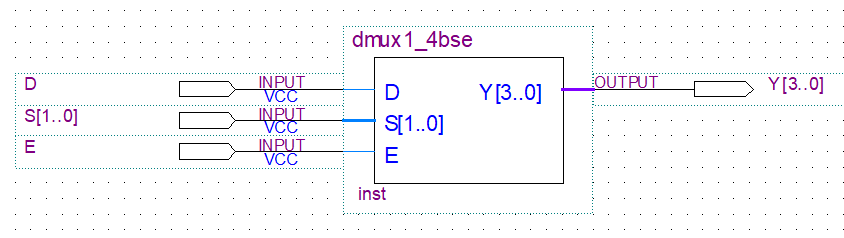 dmux1_4bse
D INPUT VCC D Y[3..0] OUTPUT Y[3..0]
S[1..0] INPUT VCC S[1..0]
E INPUT VCC E
inst